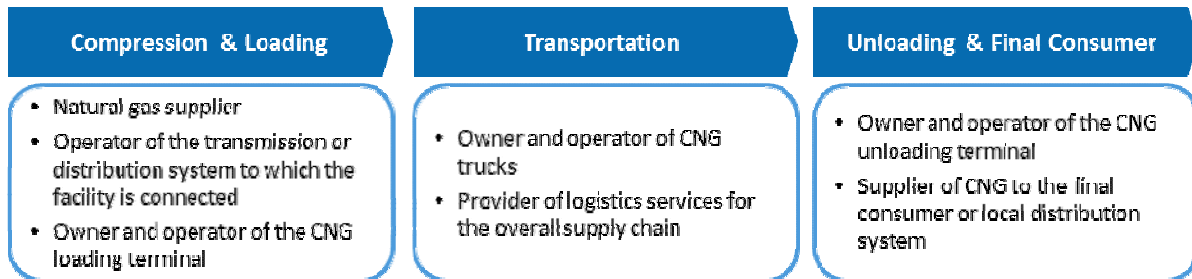 Compression & Loading
• Natural gas supplier
• Operator of the transmission or
distribution system to which the
facility is connected
• Owner and operator of the CNG
loading terminal
Transportation
• Owner and operator of CNG
trucks
• Provider of logistics services for
the overall supply chain
Unloading & Final Consumer
• Owner and operator of the CNG
unloading terminal
• Supplier of CNG to the final
consumer or local distribution
system